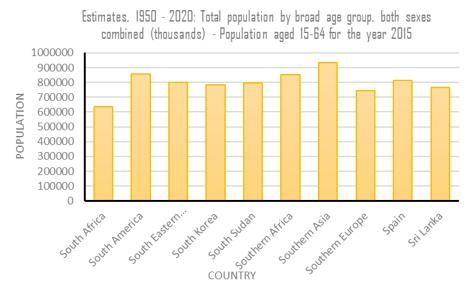 Estimates, 1950 - 2020; Total population by broad age group, both sexes
combined (thousands) - Population aged 15-64 for the year 2015
1000000
900000
800000
700000
600000
500000
400000
300000
200000
100000
0
POPULATION
South Africa
South America
South Eastern...
South Korea
South Sudan
Southern Africa
Southern Asia
Southern Europe
Spain
Sri Lanka
COUNTRY